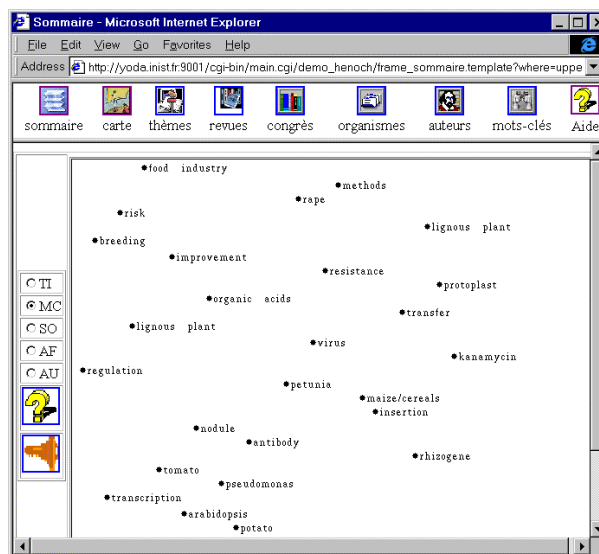 Sommaire - Microsoft Internet Explorer
File Edit View Go Favorites Help
Address http://yoda.inist.fr:9001/cgi-bin/main.cgi/demo_henoch/frame_sommaire.template?where=uppe
sommaire carte thèmes revues congrès organismes auteurs mots-clés Aide
food industry
methods
rape
risk
lignous plant
breeding
improvement
resistance
TI
protoplast
organic acids
MC
transfer
lignous plant
SO
virus
AF
kanamycin
regulation
AU
petunia
maize/cereals
insertion
nodule
antibody
rhizogene
tomato
pseudomonas
transcription
arabidopsis
potato